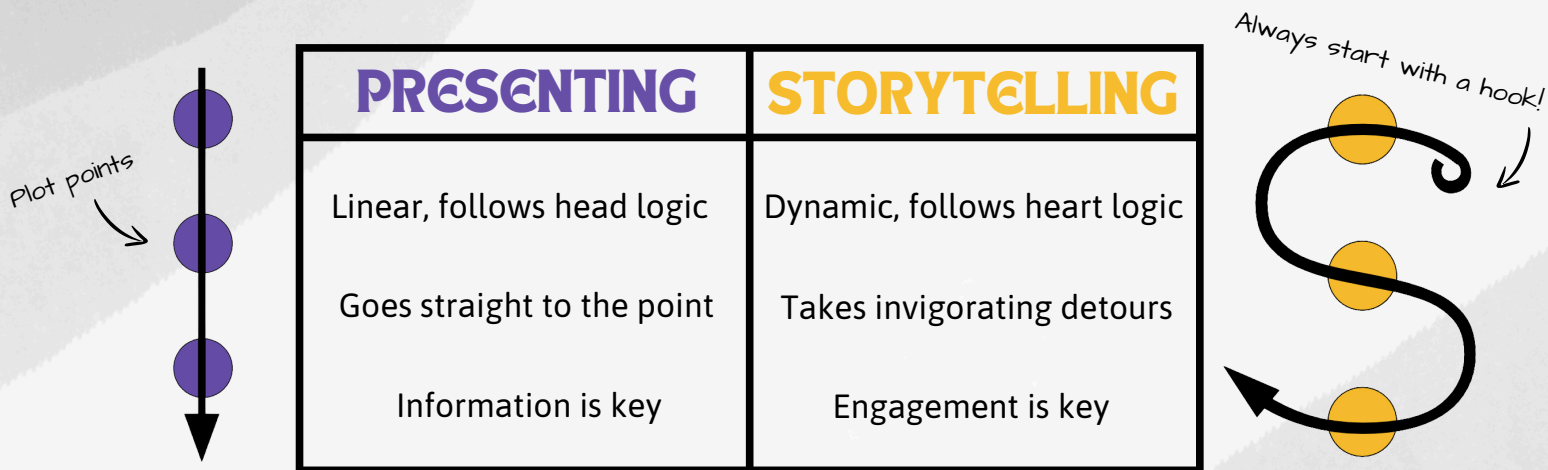 Always start with a hook!
PRESENTING
STORYTELLING
Plot points
Linear, follows head logic
Dynamic, follows heart logic
Goes straight to the point
Takes invigorating detours
Information is key
Engagement is key